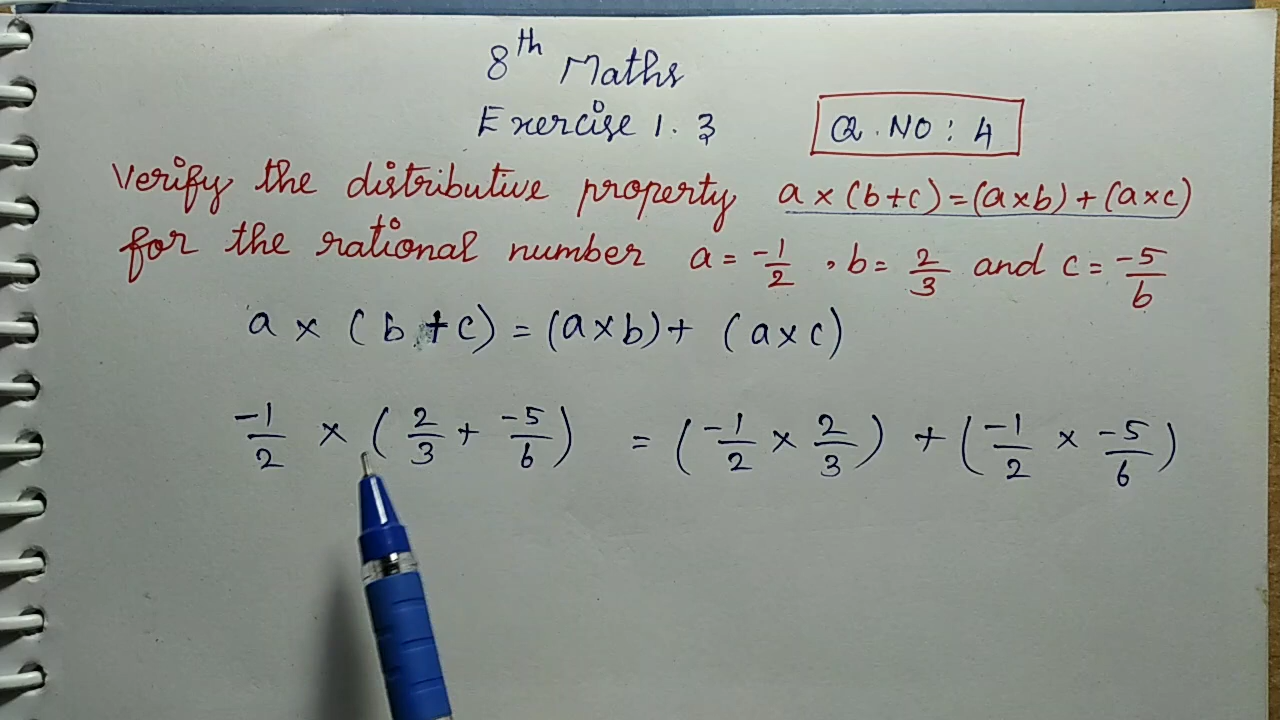 8th Maths
Exercise 1.3
Q.NO: 4
Verify the distributive property a × (b+c) = (a×b) + (a×c)
for the rational number a = -1/2, b = 2/3 and c = -5/6
a × (b + c) = (a×b) + (a×c)
-1/2 × (2/3 + -5/6) = (-1/2 × 2/3) + (-1/2 × -5/6)